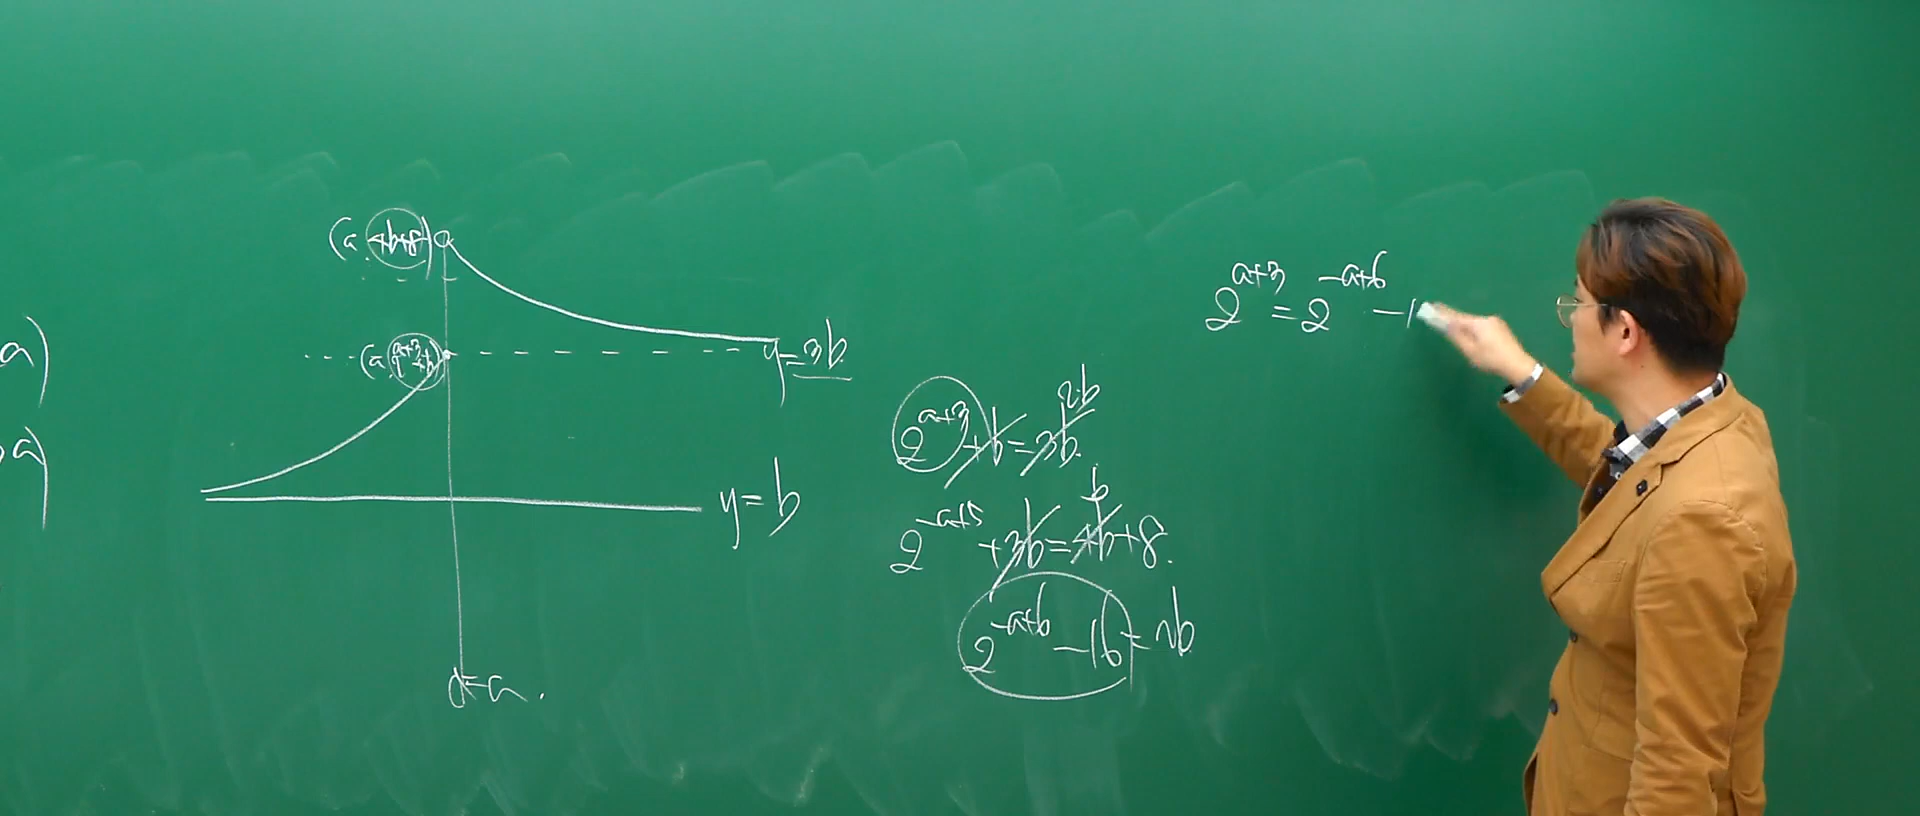 a)
a)
(a, 4b+8)
(a, 2^{a+3}+b)
y=3b
y=b
x=a.
2^{a+3}+b=3b 2b
2^{-a+5}+3b=4b+8. b
2^{-a+6}-16=2b
2^{a+3}=2^{-a+6}-1